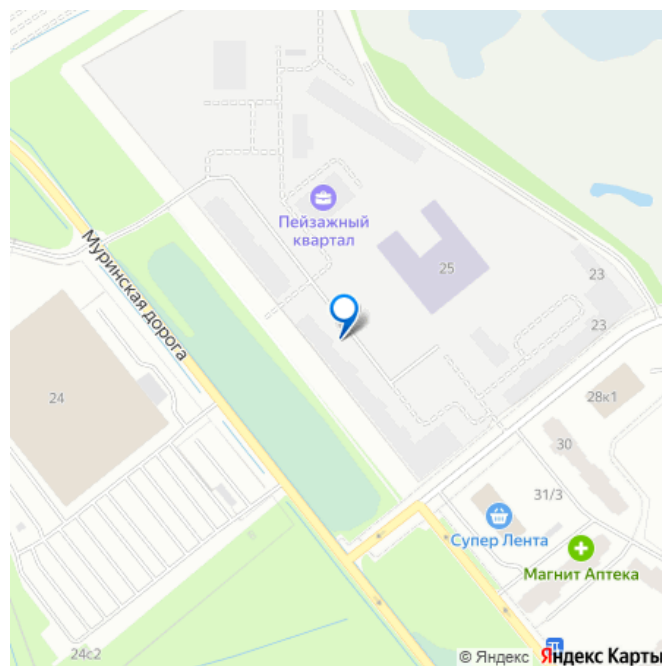 Пейзажный
квартал
25
23
Муринская дорога
23
24
28к1
30
31/3
Супер Лента
Магнит Аптека
24с2
© Яндекс Яндекс Карты